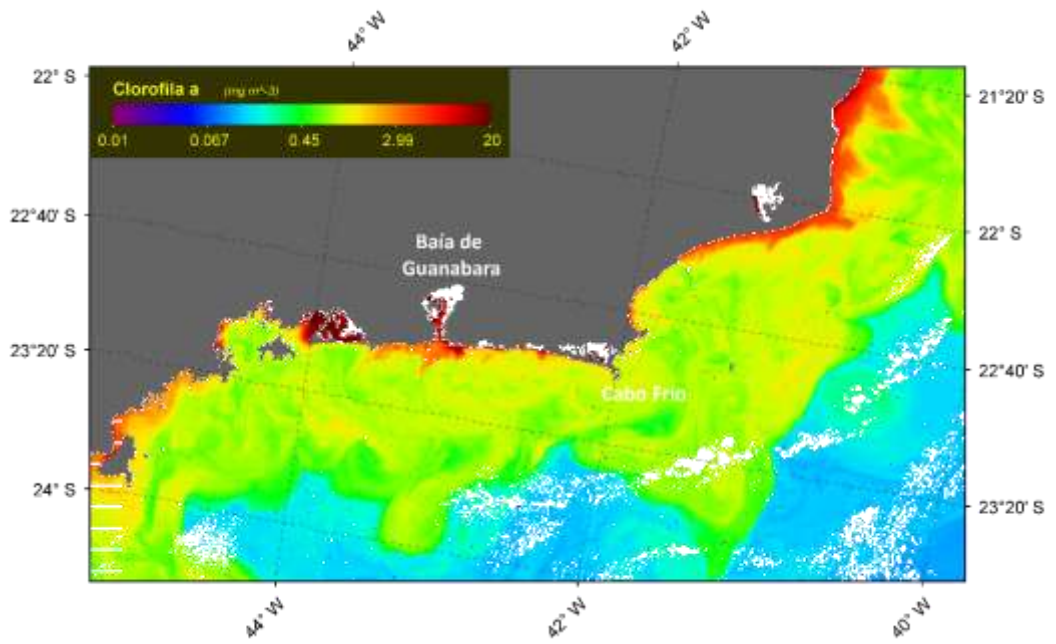 44° W
42° W
22° S
Clorofila a (mg m^-3)
0.01 0.067 0.45 2.99 20
21°20' S
22°40' S
22° S
Baía de
Guanabara
23°20' S
22°40' S
Cabo Frio
24° S
23°20' S
44° W
42° W
40° W